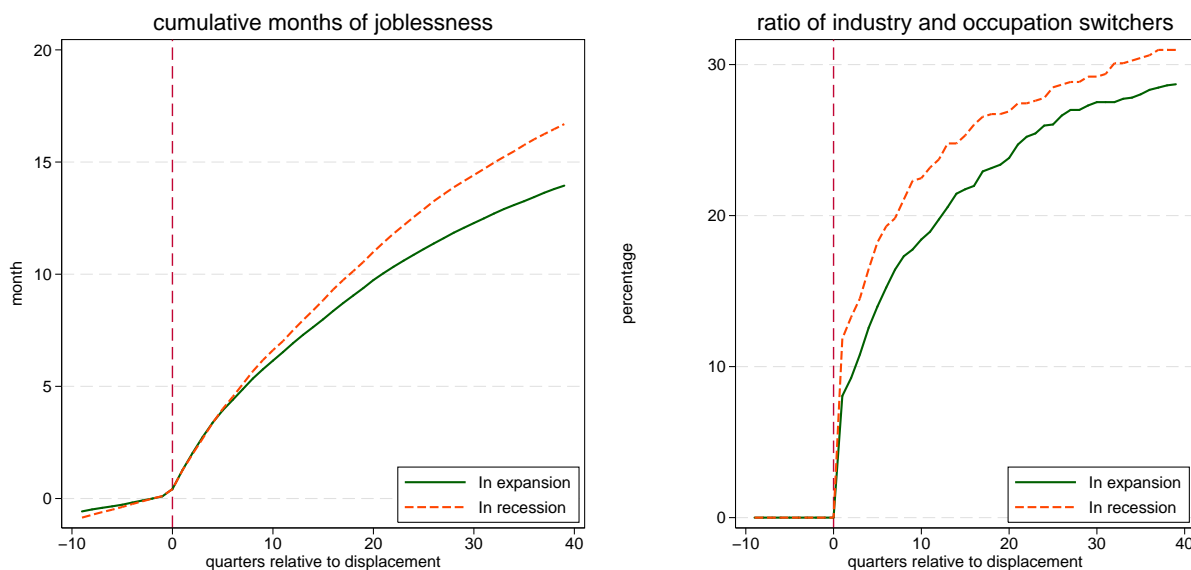 cumulative months of joblessness
20
15
10
5
0
month
−10 0 10 20 30 40
quarters relative to displacement
In expansion
In recession
ratio of industry and occupation switchers
30
20
10
0
percentage
−10 0 10 20 30 40
quarters relative to displacement
In expansion
In recession